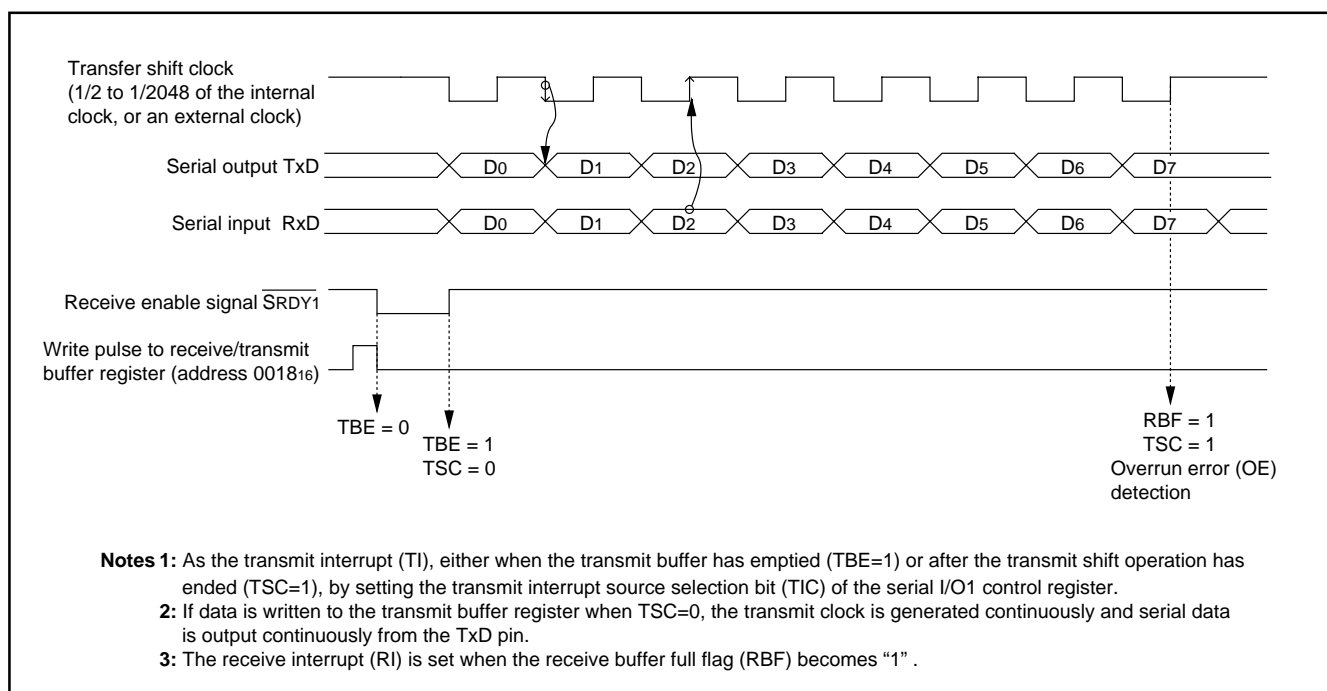 Transfer shift clock
(1/2 to 1/2048 of the internal
clock, or an external clock)
Serial output TxD
D0 D1 D2 D3 D4 D5 D6 D7
Serial input RxD
D0 D1 D2 D3 D4 D5 D6 D7
Receive enable signal S̅R̅D̅Y̅1̅
Write pulse to receive/transmit
buffer register (address 001816)
TBE = 0
TBE = 1
TSC = 0
RBF = 1
TSC = 1
Overrun error (OE)
detection
Notes 1: As the transmit interrupt (TI), either when the transmit buffer has emptied (TBE=1) or after the transmit shift operation has
ended (TSC=1), by setting the transmit interrupt source selection bit (TIC) of the serial I/O1 control register.
2: If data is written to the transmit buffer register when TSC=0, the transmit clock is generated continuously and serial data
is output continuously from the TxD pin.
3: The receive interrupt (RI) is set when the receive buffer full flag (RBF) becomes “1” .